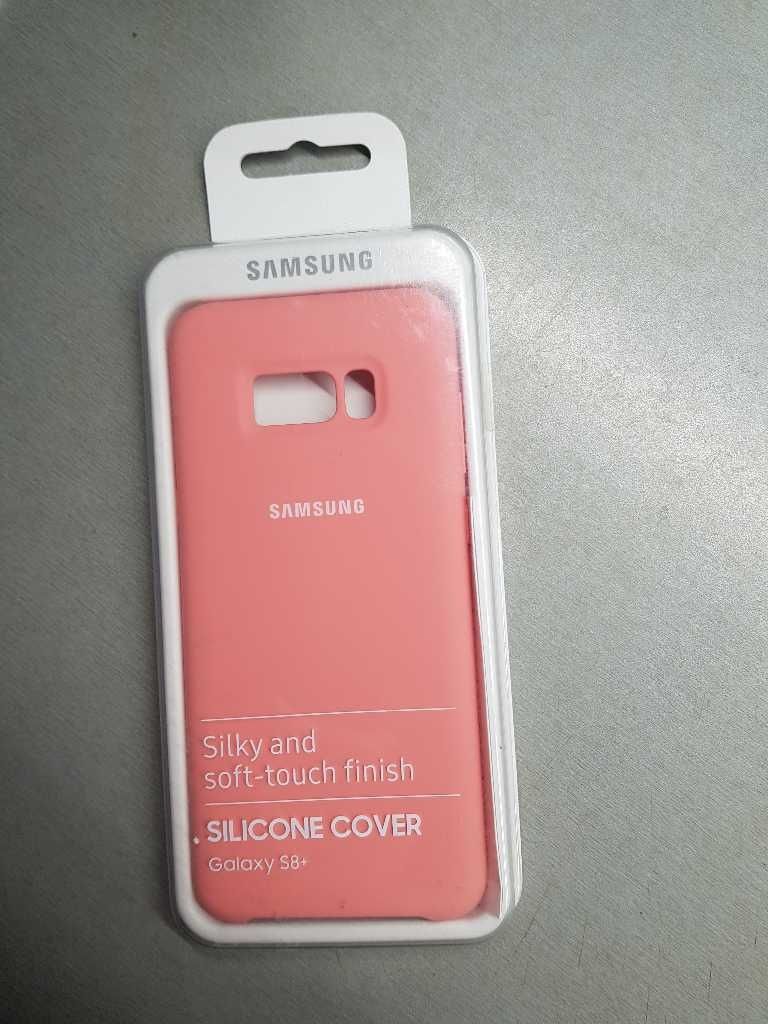 SAMSUNG
SAMSUNG
Silky and
soft-touch finish
SILICONE COVER
Galaxy S8+